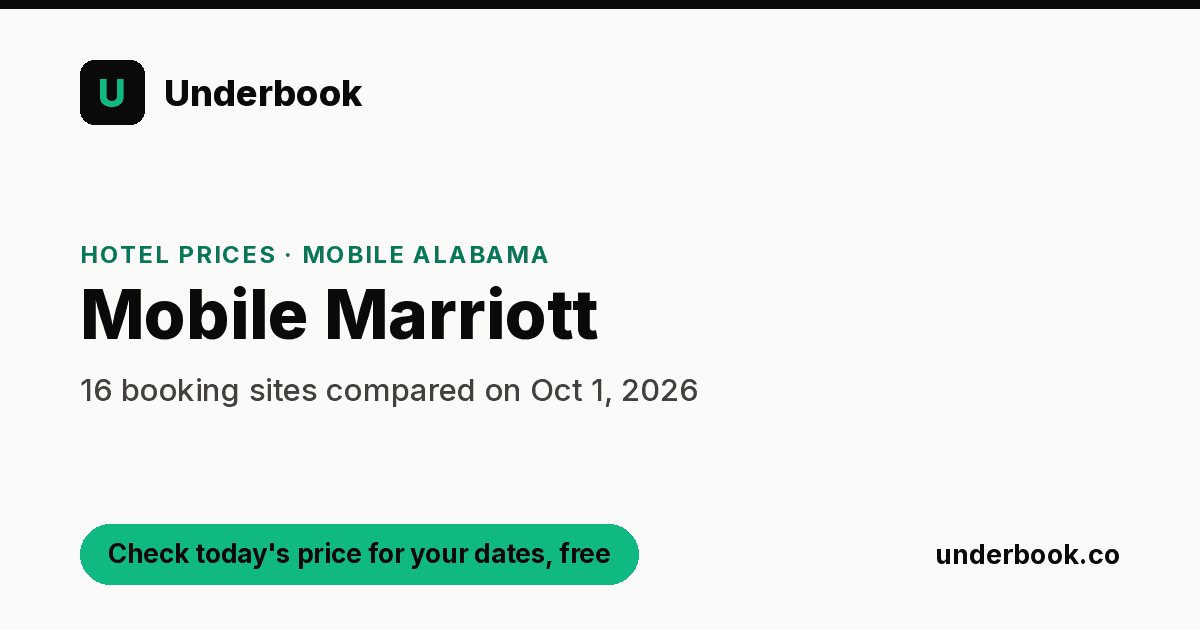 U Underbook
HOTEL PRICES · MOBILE ALABAMA
Mobile Marriott
16 booking sites compared on Oct 1, 2026
Check today's price for your dates, free
underbook.co